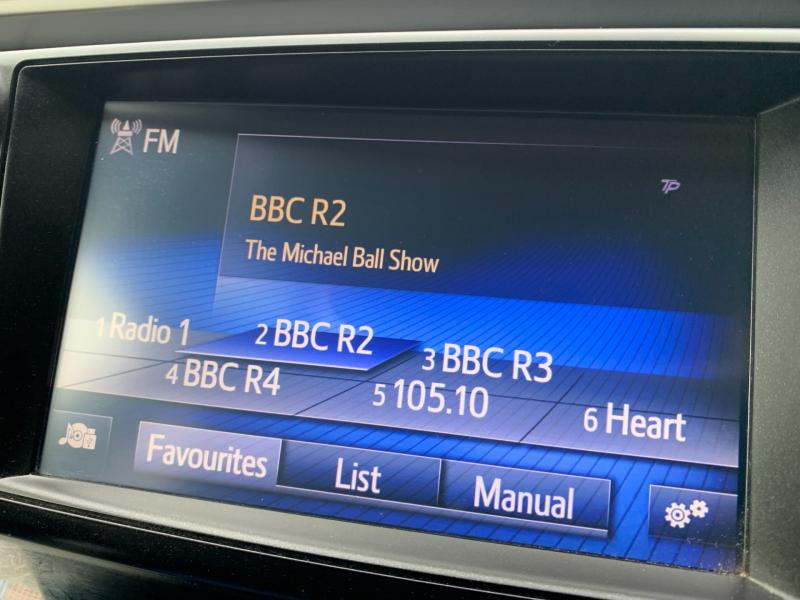 FM
TP
BBC R2
The Michael Ball Show
1 Radio 1
2 BBC R2
3 BBC R3
4 BBC R4
5 105.10
6 Heart
Favourites
List
Manual